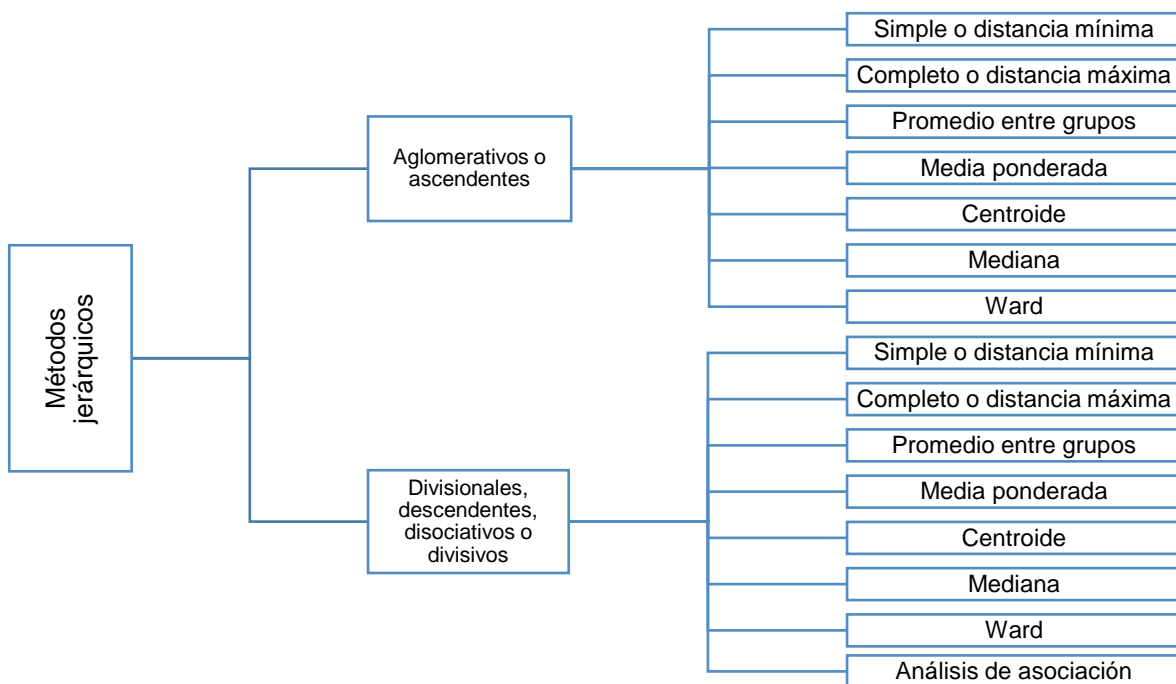 Métodos
jerárquicos
Aglomerativos o
ascendentes
Simple o distancia mínima
Completo o distancia máxima
Promedio entre grupos
Media ponderada
Centroide
Mediana
Ward
Divisionales,
descendentes,
disociativos o
divisivos
Simple o distancia mínima
Completo o distancia máxima
Promedio entre grupos
Media ponderada
Centroide
Mediana
Ward
Análisis de asociación